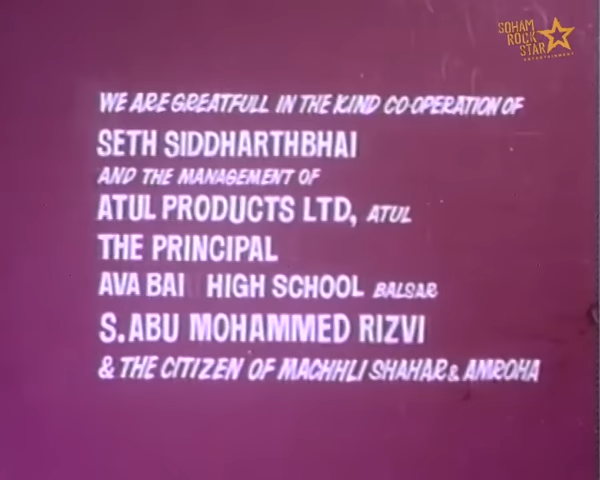 SOHAM
ROCK
STAR
ENTERTAINMENT
WE ARE GREATFULL IN THE KIND CO-OPERATION OF
SETH SIDDHARTHBHAI
AND THE MANAGEMENT OF
ATUL PRODUCTS LTD, ATUL
THE PRINCIPAL
AVA BAI HIGH SCHOOL BALSAR
S. ABU MOHAMMED RIZVI
& THE CITIZEN OF MACHHLI SHAHAR & AMROHA